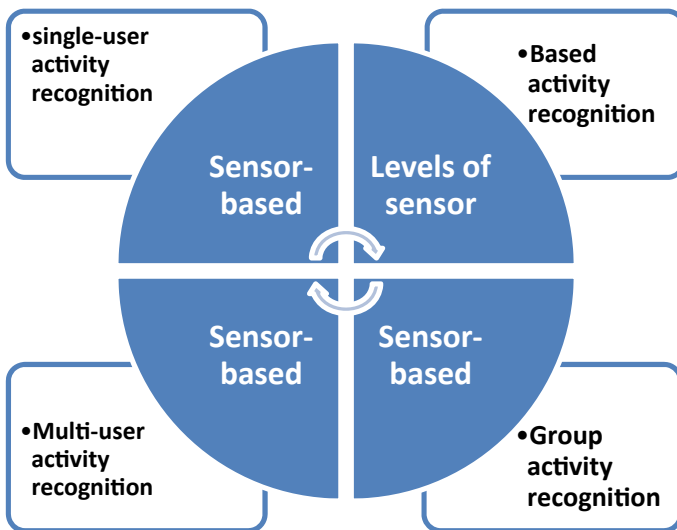 •single-user
activity
recognition
Sensor-
based
•Based
activity
recognition
Levels of
sensor
•Multi-user
activity
recognition
Sensor-
based
•Group
activity
recognition
Sensor-
based